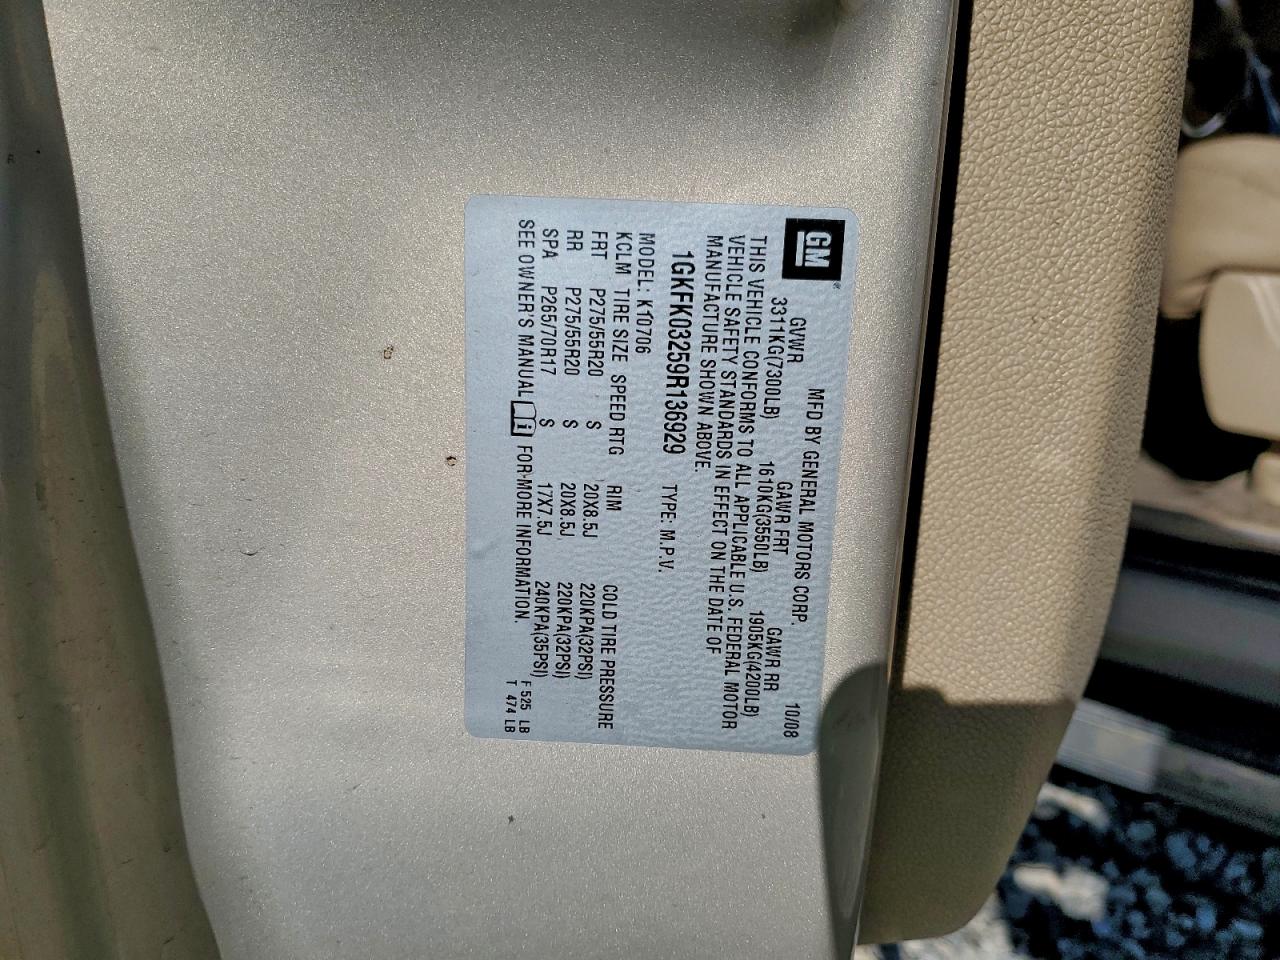 GM
MFD BY GENERAL MOTORS CORP. 10/08
GVWR GAWR FRT GAWR RR
3311KG(7300LB) 1610KG(3550LB) 1905KG(4200LB)
THIS VEHICLE CONFORMS TO ALL APPLICABLE U.S. FEDERAL MOTOR
VEHICLE SAFETY STANDARDS IN EFFECT ON THE DATE OF
MANUFACTURE SHOWN ABOVE.
1GKFK03259R136929 TYPE: M.P.V.
MODEL: K10706
KCLM TIRE SIZE SPEED RTG RIM COLD TIRE PRESSURE
FRT P275/55R20 S 20X8.5J 220KPA(32PSI)
RR P275/55R20 S 20X8.5J 220KPA(32PSI)
SPA P265/70R17 S 17X7.5J 240KPA(35PSI)
SEE OWNER'S MANUAL i FOR MORE INFORMATION.
F 525 LB
T 474 LB